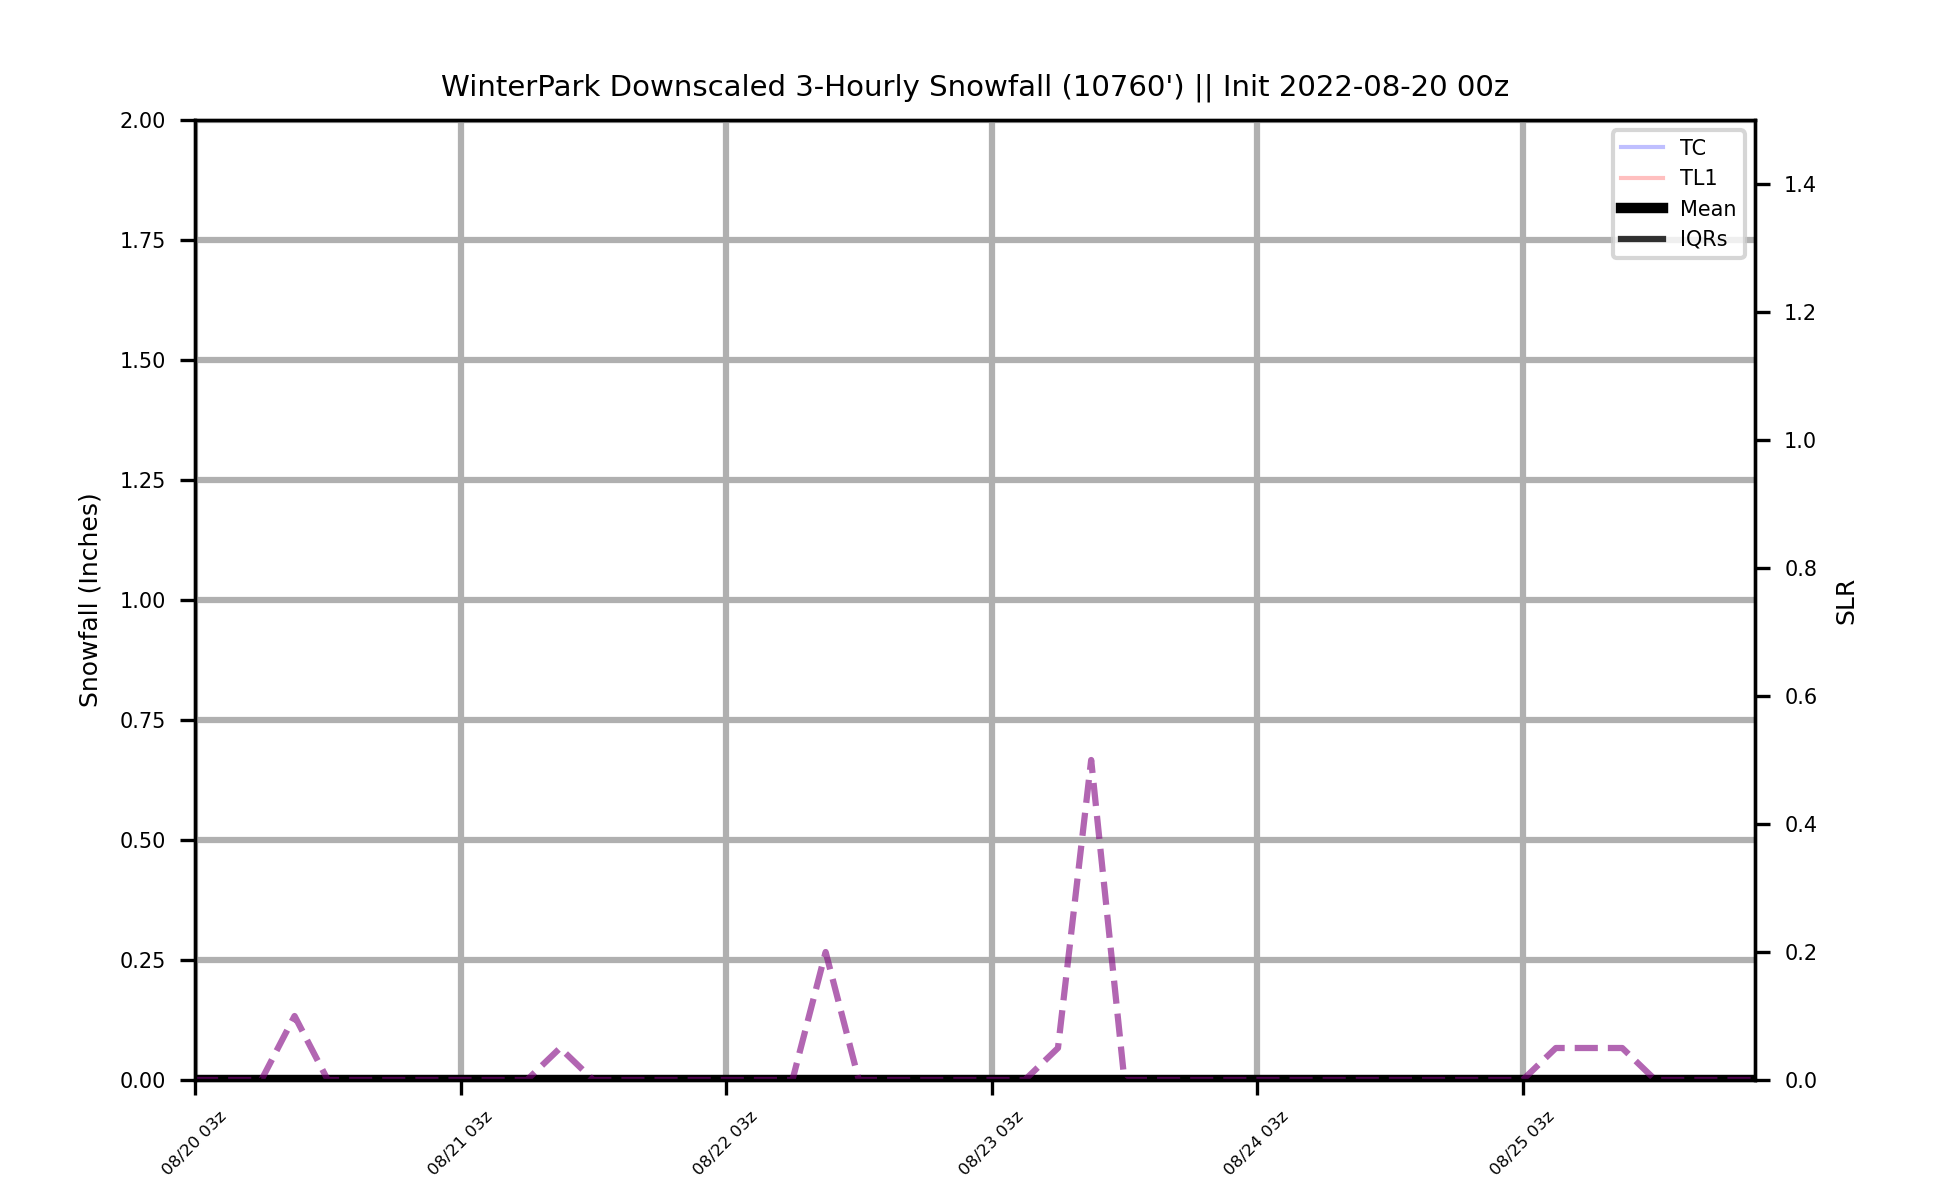 WinterPark Downscaled 3-Hourly Snowfall (10760') || Init 2022-08-20 00z
2.00
1.75
1.50
1.25
1.00
0.75
0.50
0.25
0.00
Snowfall (Inches)
TC
TL1
Mean
IQRs
1.4
1.2
1.0
0.8
0.6
0.4
0.2
0.0
SLR
08/20 03z
08/21 03z
08/22 03z
08/23 03z
08/24 03z
08/25 03z